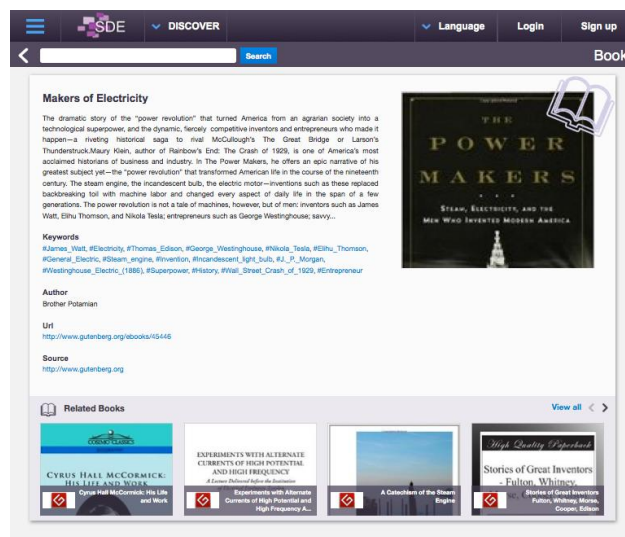 SDE
DISCOVER
Language
Login
Sign up
Search
Book
Makers of Electricity
The dramatic story of the "power revolution" that turned America from an agrarian society into a
technological superpower, and the dynamic, fiercely competitive inventors and entrepreneurs who made it
happen—a riveting historical saga to rival McCullough's The Great Bridge or Larson's
Thunderstruck.Maury Klein, author of Rainbow's End: The Crash of 1929, is one of America's most
acclaimed historians of business and industry. In The Power Makers, he offers an epic narrative of his
greatest subject yet—the "power revolution" that transformed American life in the course of the nineteenth
century. The steam engine, the incandescent bulb, the electric motor—inventions such as these replaced
backbreaking toil with machine labor and changed every aspect of daily life in the span of a few
generations. The power revolution is not a tale of machines, however, but of men: inventors such as James
Watt, Elihu Thomson, and Nikola Tesla; entrepreneurs such as George Westinghouse; savvy...
THE
POWER
MAKERS
STEAM, ELECTRICITY, AND THE
MEN WHO INVENTED MODERN AMERICA
Keywords
#James_Watt, #Electricity, #Thomas_Edison, #George_Westinghouse, #Nikola_Tesla, #Elihu_Thomson,
#General_Electric, #Steam_engine, #Invention, #Incandescent_light_bulb, #J._P._Morgan,
#Westinghouse_Electric_(1886), #Superpower, #History, #Wall_Street_Crash_of_1929, #Entrepreneur
Author
Brother Potamian
Url
http://www.gutenberg.org/ebooks/45446
Source
http://www.gutenberg.org
Related Books
View all
COSIMO CLASSICS
CYRUS HALL MCCORMICK:
HIS LIFE AND WORK
Cyrus Hall McCormick: His Life
and Work
EXPERIMENTS WITH ALTERNATE
CURRENTS OF HIGH POTENTIAL
AND HIGH FREQUENCY
A Lecture Delivered before the Institution
Experiments with Alternate
Currents of High Potential and
High Frequency A...
A Catechism of the Steam
Engine
High Quality Paperback
Stories of Great Inventors
- Fulton, Whitney,
Stories of Great Inventors
Fulton, Whitney, Morse,
Cooper, Edison